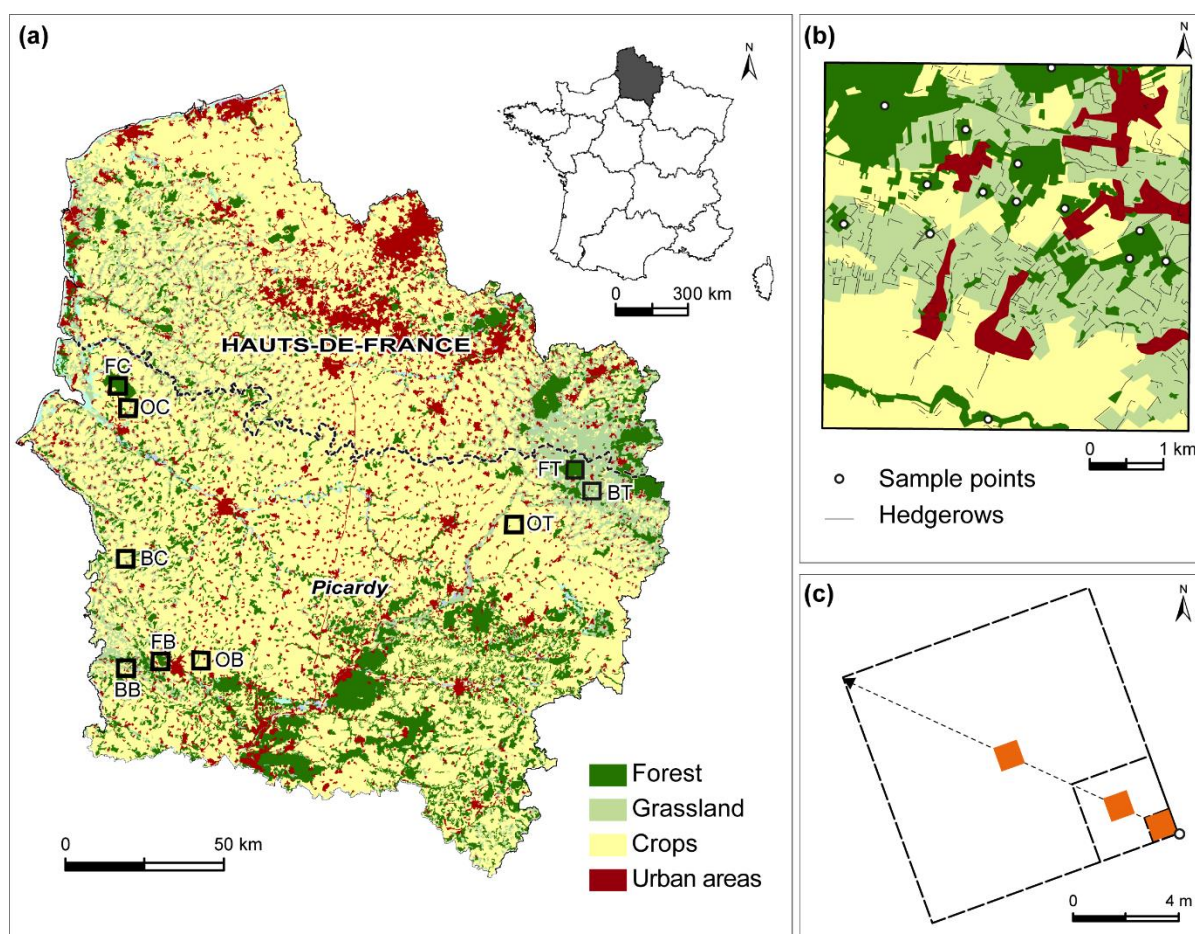 (a)
N
0 300 km
HAUTS-DE-FRANCE
FC
OC
FT
BT
OT
BC
Picardy
FB
OB
BB
Forest
Grassland
Crops
Urban areas
0 50 km
(b)
N
0 1 km
Sample points
Hedgerows
(c)
N
0 4 m